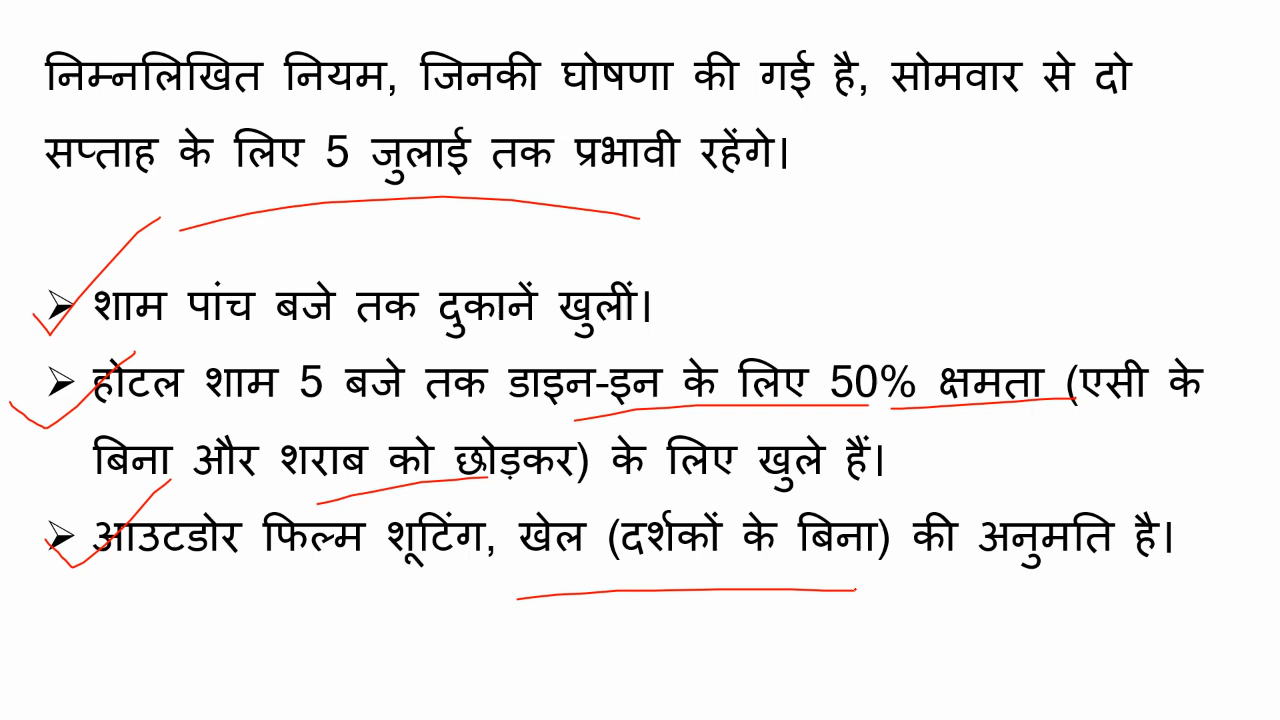 निम्नलिखित नियम, जिनकी घोषणा की गई है, सोमवार से दो
सप्ताह के लिए 5 जुलाई तक प्रभावी रहेंगे।
➢ शाम पांच बजे तक दुकानें खुलीं।
➢ होटल शाम 5 बजे तक डाइन-इन के लिए 50% क्षमता (एसी के
बिना और शराब को छोड़कर) के लिए खुले हैं।
➢ आउटडोर फिल्म शूटिंग, खेल (दर्शकों के बिना) की अनुमति है।